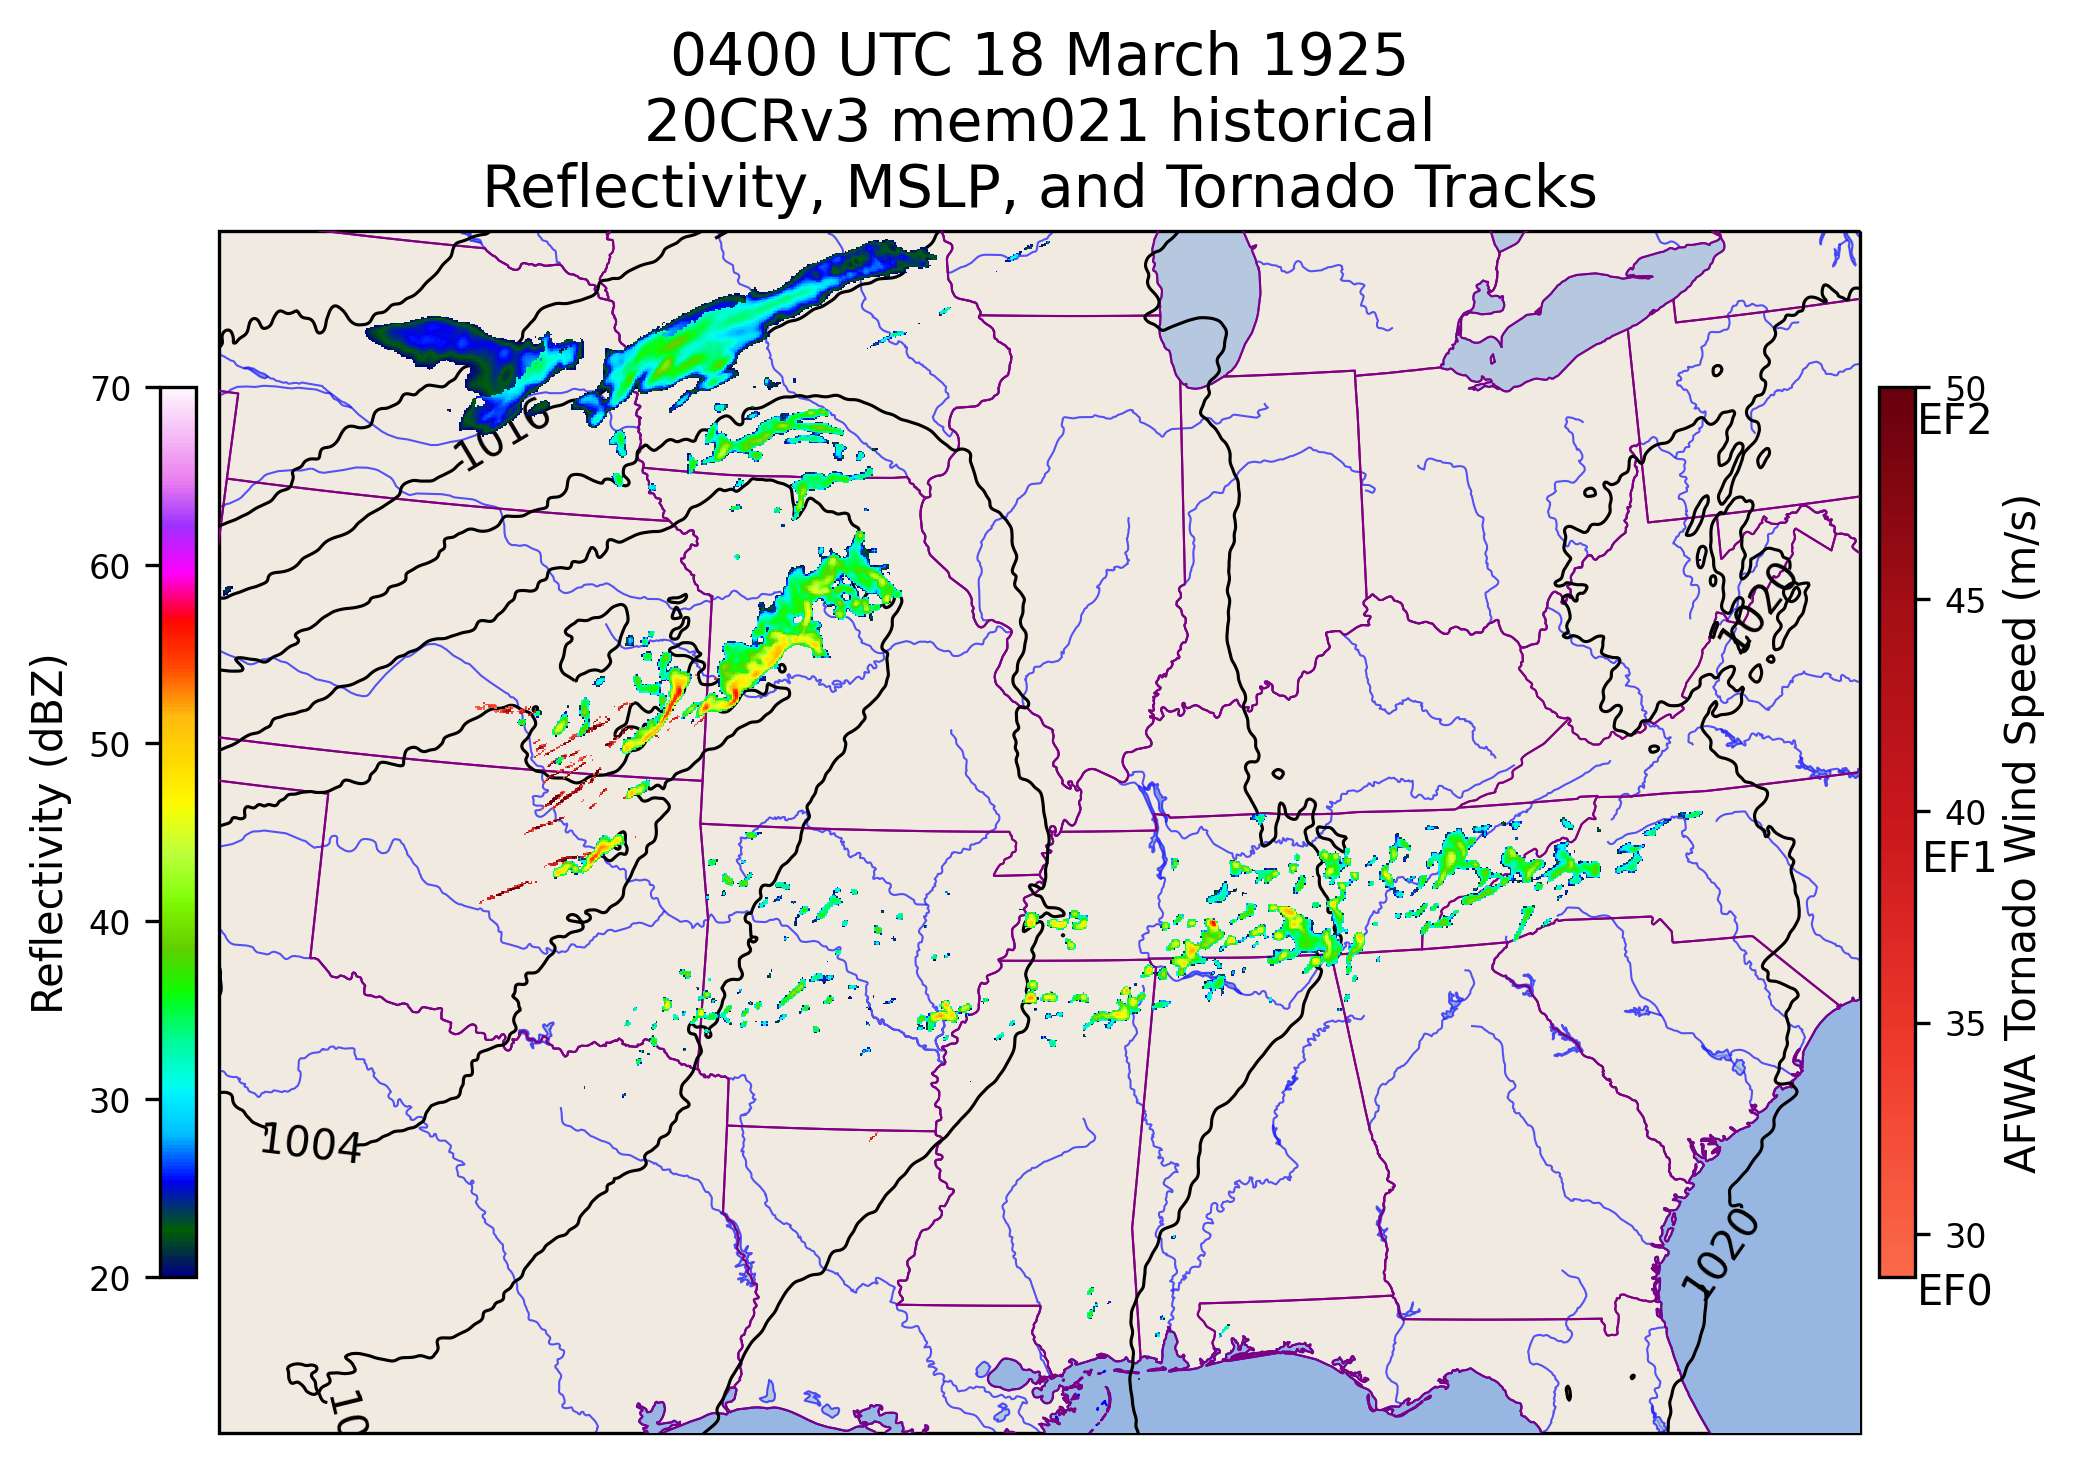 0400 UTC 18 March 1925
20CRv3 mem021 historical
Reflectivity, MSLP, and Tornado Tracks
Reflectivity (dBZ)
70
60
50
40
30
20
1016
1020
1004
1020
10
50
EF2
45
40
EF1
35
30
EF0
AFWA Tornado Wind Speed (m/s)